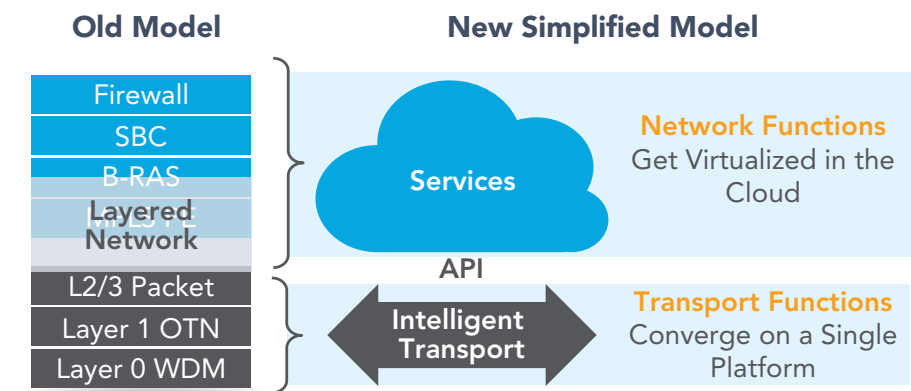 Old Model
New Simplified Model
Firewall
SBC
B-RAS
Layered
Network
L2/3 Packet
Layer 1 OTN
Layer 0 WDM
Services
API
Intelligent
Transport
Network Functions
Get Virtualized in the
Cloud
Transport Functions
Converge on a Single
Platform